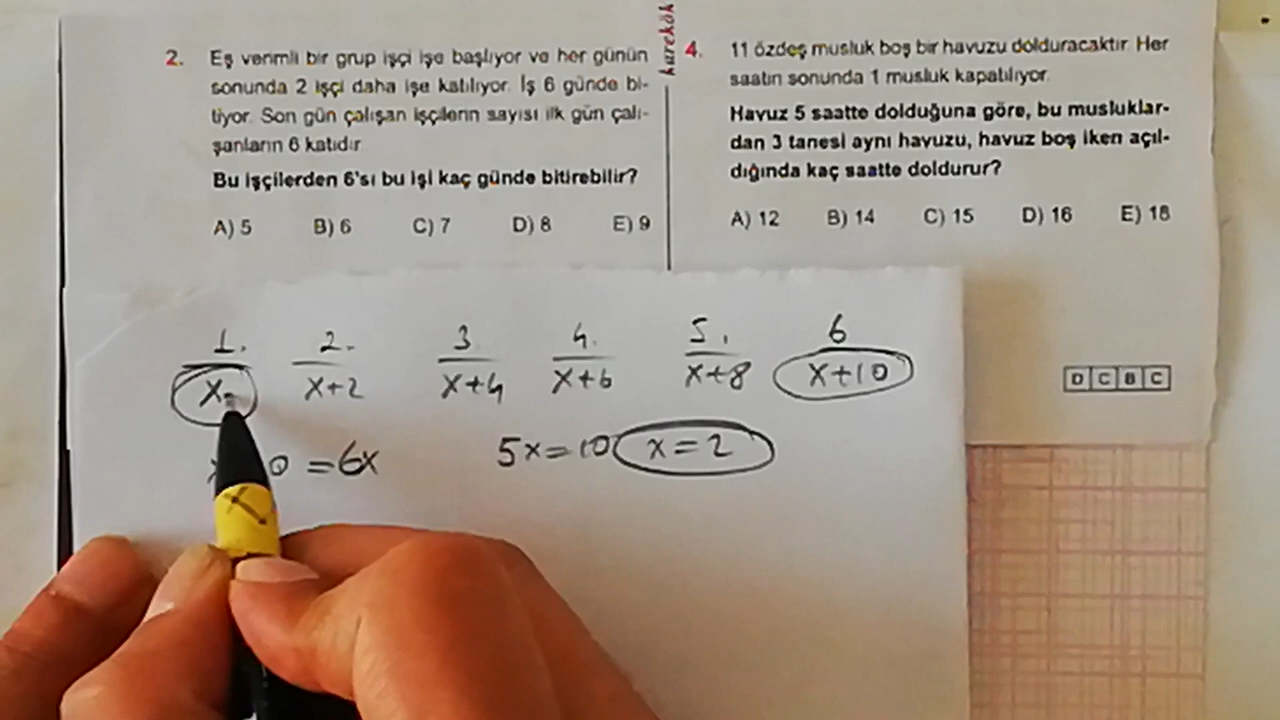 2. Eş verimli bir grup işçi işe başlıyor ve her günün
sonunda 2 işçi daha işe katılıyor. İş 6 günde bi-
tiyor. Son gün çalışan işçilerin sayısı ilk gün çalı-
şanların 6 katıdır
Bu işçilerden 6'sı bu işi kaç günde bitirebilir?
A) 5 B) 6 C) 7 D) 8 E) 9
karekök
4. 11 özdeş musluk boş bir havuzu dolduracaktır. Her
saatin sonunda 1 musluk kapatılıyor.
Havuz 5 saatte dolduğuna göre, bu musluklar-
dan 3 tanesi aynı havuzu, havuz boş iken açıl-
dığında kaç saatte doldurur?
A) 12 B) 14 C) 15 D) 16 E) 18
D C B C
1. 2. 3. 4. 5. 6
x x+2 x+4 x+6 x+8 x+10
0 = 6x 5x = 10 x = 2